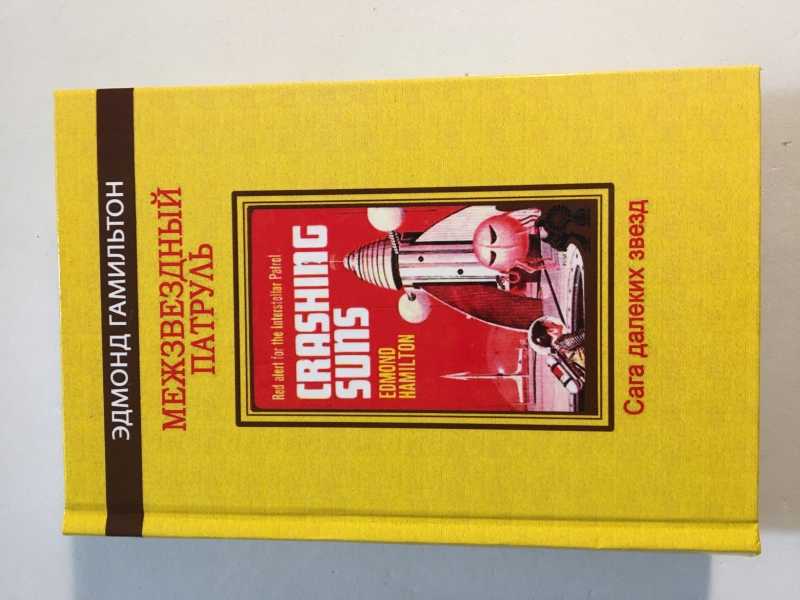 ЭДМОНД ГАМИЛЬТОН
МЕЖЗВЕЗДНЫЙ
ПАТРУЛЬ
Red alert for the Interstellar Patrol
CRASHING
SUNS
EDMOND
HAMILTON
Сага далеких звезд